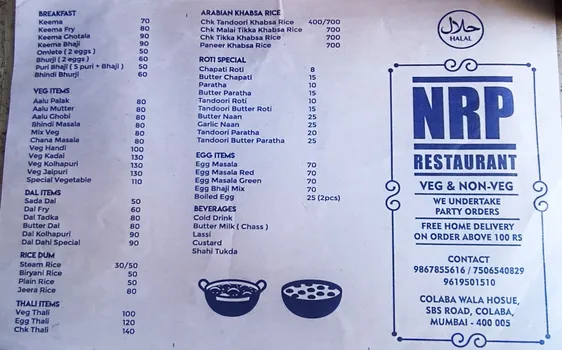 BREAKFAST
Keema 70
Keema Fry 80
Keema Chotala 90
Keema Bhaji 90
Omlete ( 2 eggs ) 50
Bhurji ( 2 eggs ) 60
Puri Bhaji ( 5 puri + Bhaji ) 50
Bhindi Bhurji 60
VEG ITEMS
Aalu Palak 80
Aalu Mutter 80
Aalu Ghobi 80
Bhindi Masala 80
Mix Veg 80
Chana Masala 80
Veg Handi 100
Veg Kadai 130
Veg Kolhapuri 130
Veg Jaipuri 130
Special Vegetable 110
DAL ITEMS
Sada Dal 50
Dal Fry 60
Dal Tadka 80
Butter Dal 80
Dal Kolhapuri 90
Dal Dahi Special 90
RICE DUM
Steam Rice 30/50
Biryani Rice 50
Plain Rice 50
Jeera Rice 80
THALI ITEMS
Veg Thali 100
Egg Thali 120
Chk Thali 140
ARABIAN KHABSA RICE
Chk Tandoori Khabsa Rice 400/700
Chk Malai Tikka Khabsa Rice 700
Chk Tikka Khabsa Rice 700
Paneer Khabsa Rice 700
ROTI SPECIAL
Chapati Roti 8
Butter Chapati 15
Paratha 10
Butter Paratha 15
Tandoori Roti 10
Tandoori Butter Roti 15
Butter Naan 25
Garlic Naan 25
Tandoori Paratha 20
Tandoori Butter Paratha 25
EGG ITEMS
Egg Masala 70
Egg Masala Red 70
Egg Masala Green 70
Egg Bhaji Mix 70
Boiled Egg 25 (2pcs)
BEVERAGES
Cold Drink
Butter Milk ( Chass )
Lassi
Custard
Shahi Tukda
حلال
HALAL
NRP
RESTAURANT
VEG & NON-VEG
WE UNDERTAKE
PARTY ORDERS
FREE HOME DELIVERY
ON ORDER ABOVE 100 RS
CONTACT
9867855616 / 7506540829
9619501510
COLABA WALA HOSUE,
SBS ROAD, COLABA,
MUMBAI - 400 005